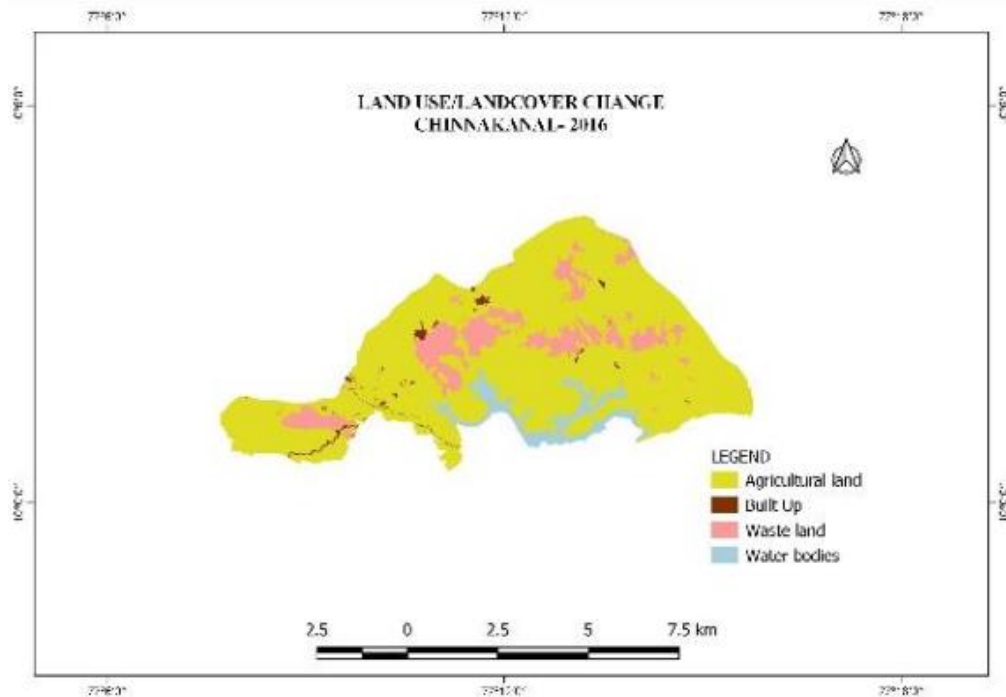 LAND USE/LANDCOVER CHANGE
CHINNAKANAL- 2016
LEGEND
Agricultural land
Built Up
Waste land
Water bodies
2.5 0 2.5 5 7.5 km